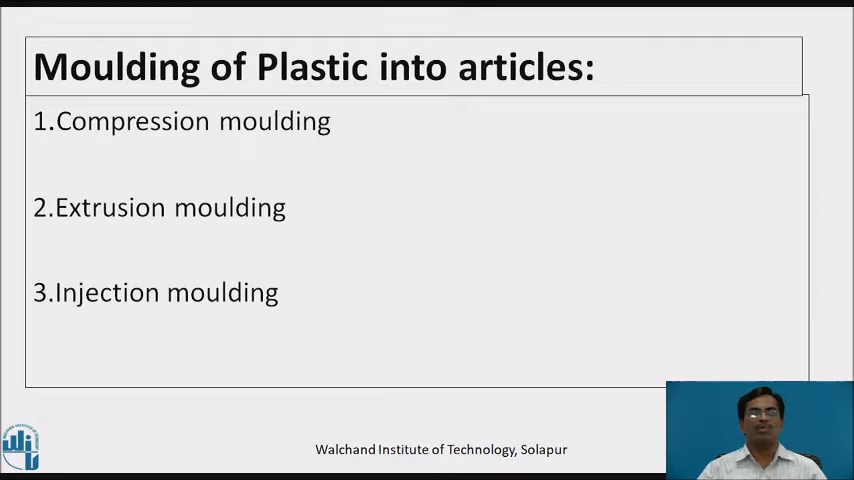 Moulding of Plastic into articles:
1.Compression moulding
2.Extrusion moulding
3.Injection moulding
Walchand Institute of Technology, Solapur